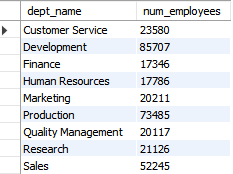 dept_name num_employees
Customer Service 23580
Development 85707
Finance 17346
Human Resources 17786
Marketing 20211
Production 73485
Quality Management 20117
Research 21126
Sales 52245